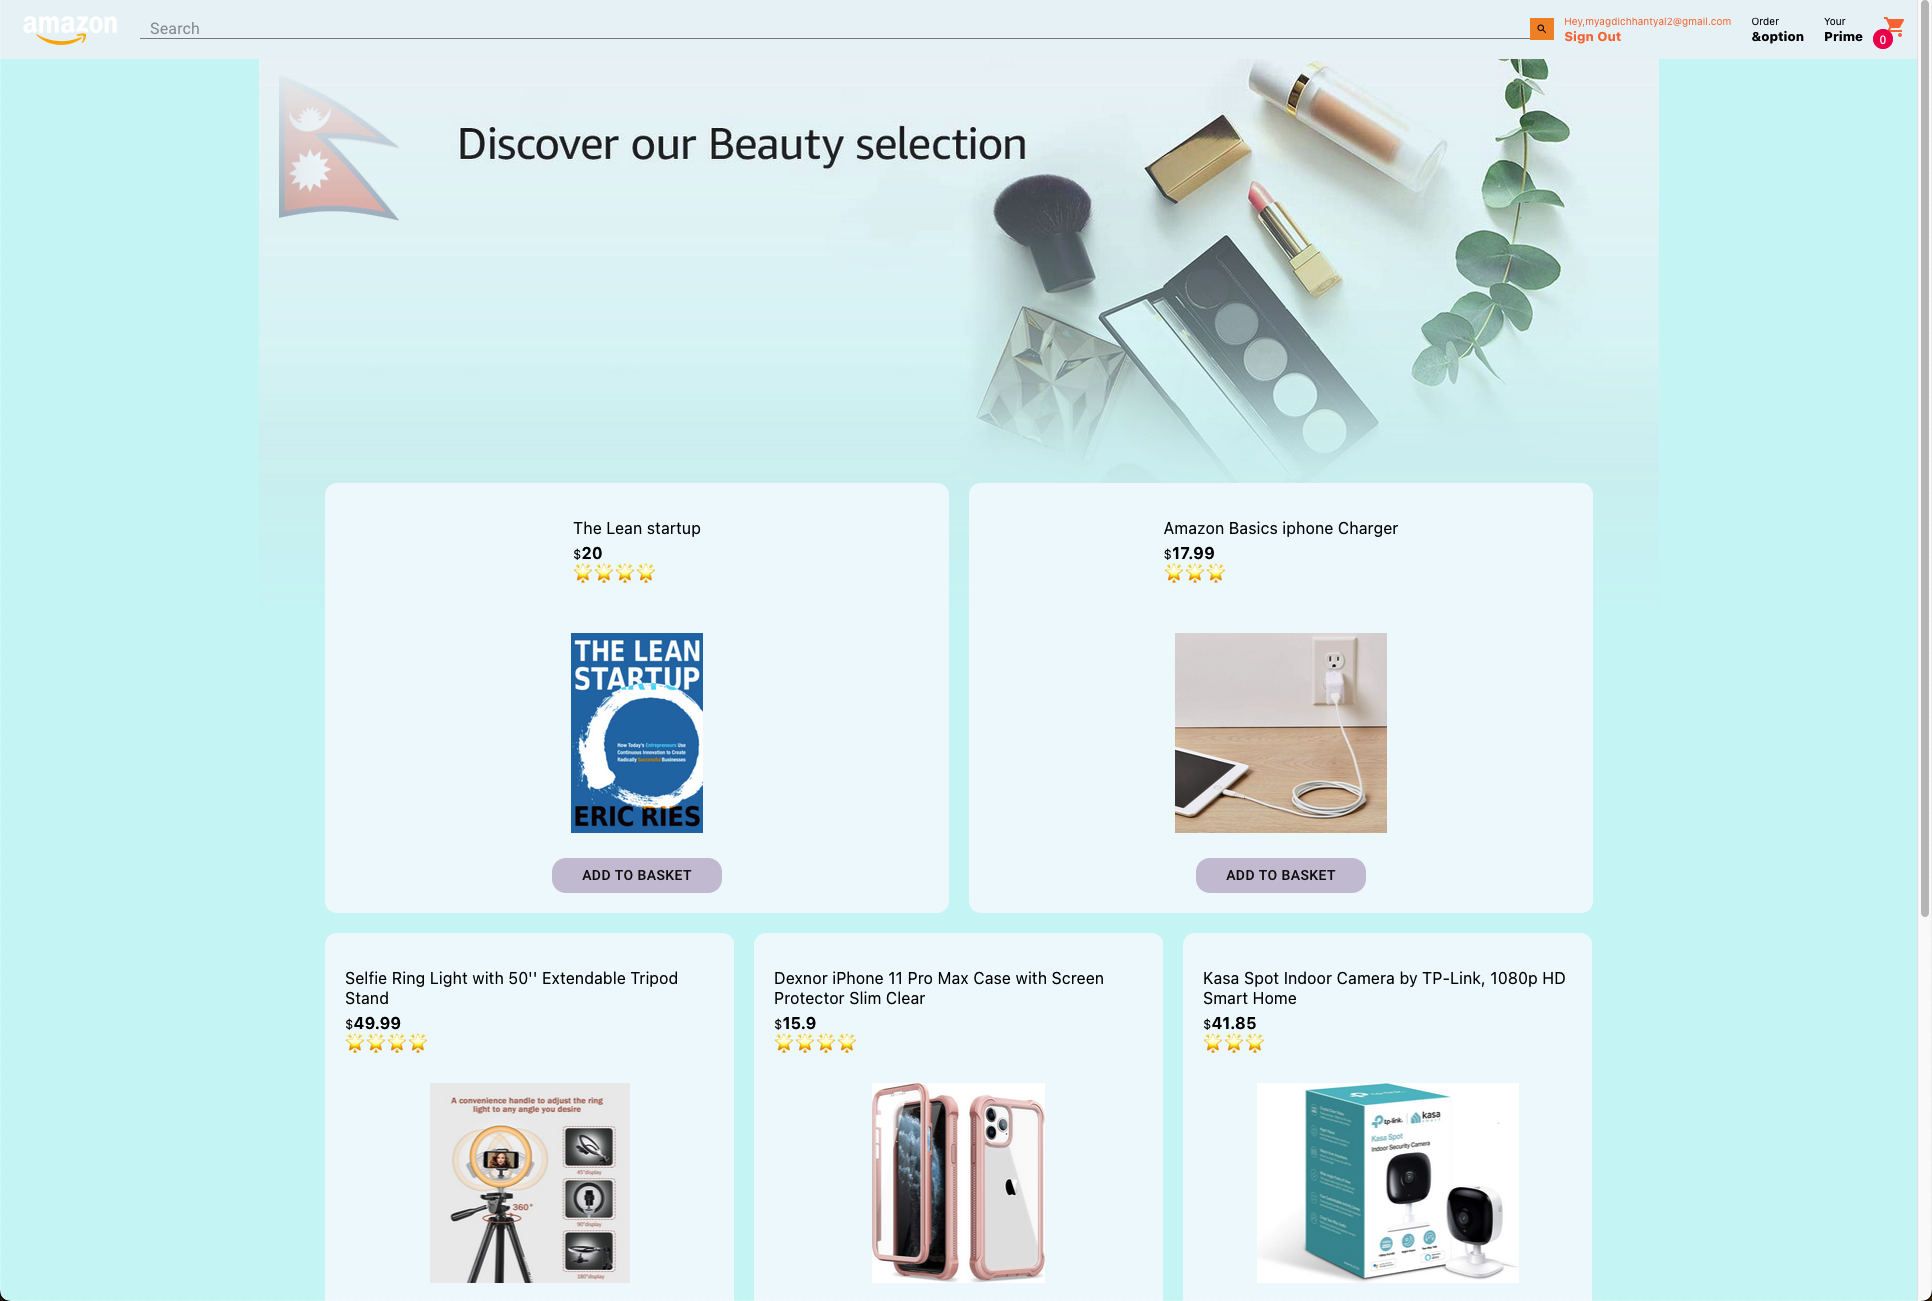 amazon
Search
Hey,myagdichhantyal2@gmail.com
Sign Out
Order
&option
Your
Prime
0
Discover our Beauty selection
The Lean startup
$20
Amazon Basics iphone Charger
$17.99
THE LEAN
STARTUP
How Today's Entrepreneurs Use
Continuous Innovation to Create
Radically Successful Businesses
ERIC RIES
ADD TO BASKET
ADD TO BASKET
Selfie Ring Light with 50'' Extendable Tripod
Stand
$49.99
Dexnor iPhone 11 Pro Max Case with Screen
Protector Slim Clear
$15.9
Kasa Spot Indoor Camera by TP-Link, 1080p HD
Smart Home
$41.85
A convenience handle to adjust the ring
light to any angle you desire
45°display
360°
90°display
180°display
tp-link
kasa
Kasa Spot
Indoor Security Camera